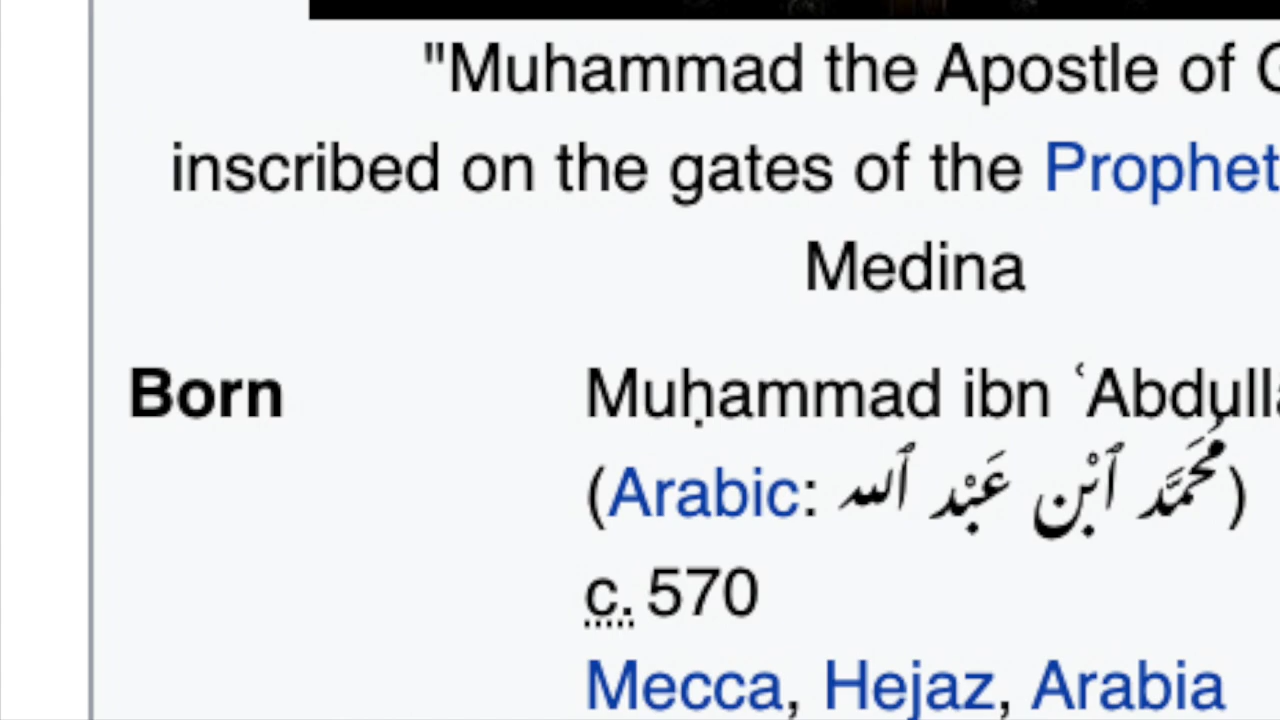 "Muhammad the Apostle of
inscribed on the gates of the Prophet
Medina
Born
Muḥammad ibn ʿAbdull
(Arabic: مُحَمَّد ٱبْن عَبْد ٱلله)
c. 570
Mecca, Hejaz, Arabia